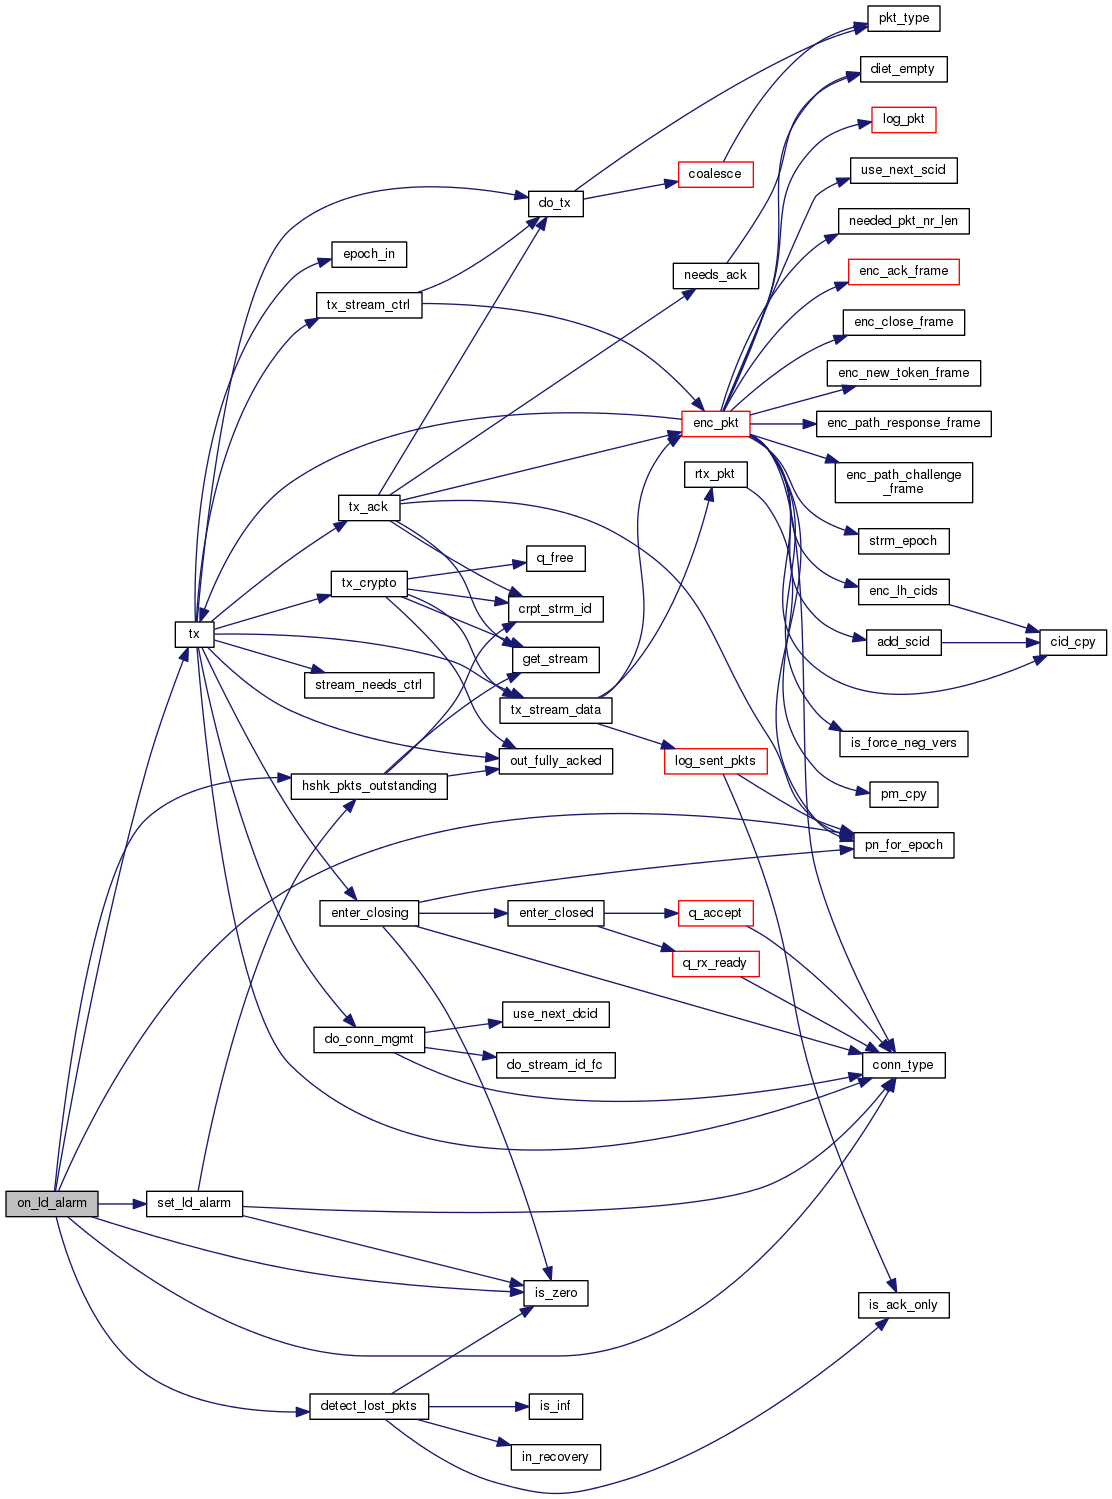 pkt_type
diet_empty
log_pkt
use_next_scid
coalesce
do_tx
needed_pkt_nr_len
epoch_in
needs_ack
enc_ack_frame
tx_stream_ctrl
enc_close_frame
enc_new_token_frame
enc_pkt
enc_path_response_frame
rtx_pkt
enc_path_challenge
_frame
tx_ack
strm_epoch
q_free
tx_crypto
enc_lh_cids
crpt_strm_id
tx
add_scid
cid_cpy
get_stream
stream_needs_ctrl
tx_stream_data
is_force_neg_vers
out_fully_acked
log_sent_pkts
hshk_pkts_outstanding
pm_cpy
pn_for_epoch
enter_closing
enter_closed
q_accept
q_rx_ready
use_next_dcid
do_conn_mgmt
do_stream_id_fc
conn_type
on_ld_alarm
set_ld_alarm
is_zero
is_ack_only
detect_lost_pkts
is_inf
in_recovery